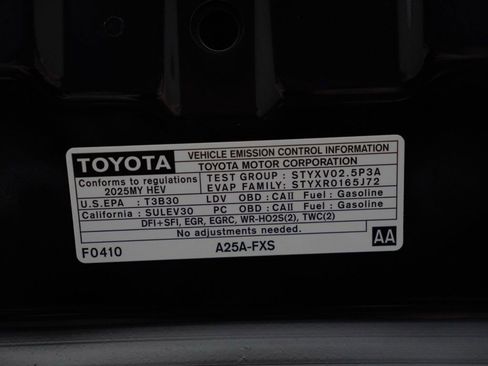 TOYOTA VEHICLE EMISSION CONTROL INFORMATION
TOYOTA MOTOR CORPORATION
Conforms to regulations TEST GROUP : STYXV02.5P3A
2025MY HEV EVAP FAMILY: STYXR0165J72
U.S.EPA : T3B30 LDV OBD : CAII Fuel : Gasoline
California : SULEV30 PC OBD : CAII Fuel : Gasoline
DFI+SFI, EGR, EGRC, WR-HO2S(2), TWC(2)
No adjustments needed.
F0410 A25A-FXS AA